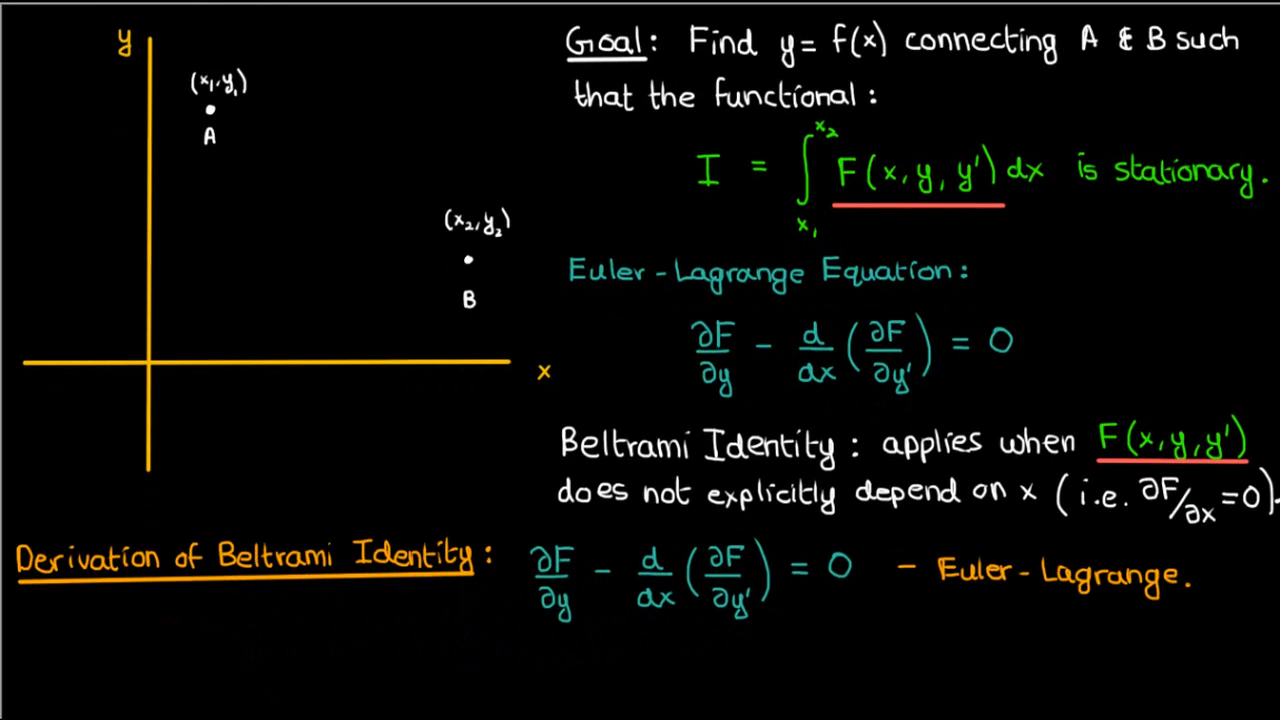 y
(x₁,y₁)
A
(x₂,y₂)
B
x
Goal: Find y = f(x) connecting A & B such
that the functional:
I = ∫ₓ₁ˣ² F(x, y, y') dx is stationary.
Euler-Lagrange Equation:
∂F/∂y - d/dx (∂F/∂y') = 0
Beltrami Identity: applies when F(x, y, y')
does not explicitly depend on x (i.e. ∂F/∂x = 0).
Derivation of Beltrami Identity: ∂F/∂y - d/dx (∂F/∂y') = 0 - Euler-Lagrange.